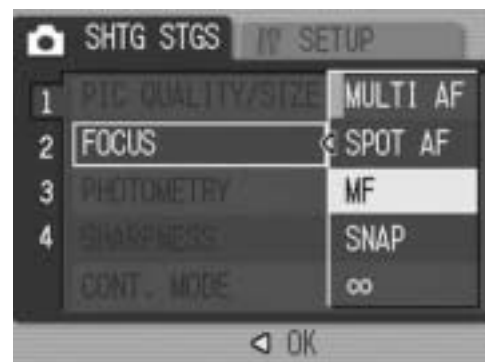 SHTG STGS SETUP
1 PIC QUALITY/SIZE MULTI AF
2 FOCUS SPOT AF
3 PHOTOMETRY MF
4 SHARPNESS SNAP
CONT. MODE ∞
OK